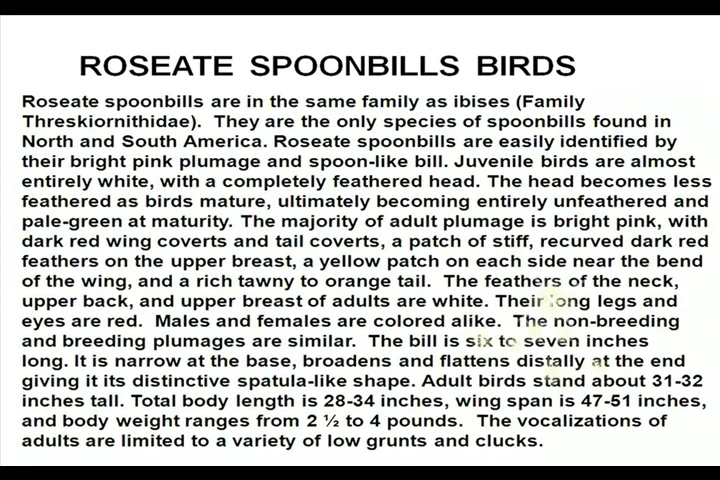 ROSEATE SPOONBILLS BIRDS
Roseate spoonbills are in the same family as ibises (Family
Threskiornithidae). They are the only species of spoonbills found in
North and South America. Roseate spoonbills are easily identified by
their bright pink plumage and spoon-like bill. Juvenile birds are almost
entirely white, with a completely feathered head. The head becomes less
feathered as birds mature, ultimately becoming entirely unfeathered and
pale-green at maturity. The majority of adult plumage is bright pink, with
dark red wing coverts and tail coverts, a patch of stiff, recurved dark red
feathers on the upper breast, a yellow patch on each side near the bend
of the wing, and a rich tawny to orange tail. The feathers of the neck,
upper back, and upper breast of adults are white. Their long legs and
eyes are red. Males and females are colored alike. The non-breeding
and breeding plumages are similar. The bill is six to seven inches
long. It is narrow at the base, broadens and flattens distally at the end
giving it its distinctive spatula-like shape. Adult birds stand about 31-32
inches tall. Total body length is 28-34 inches, wing span is 47-51 inches,
and body weight ranges from 2 ½ to 4 pounds. The vocalizations of
adults are limited to a variety of low grunts and clucks.